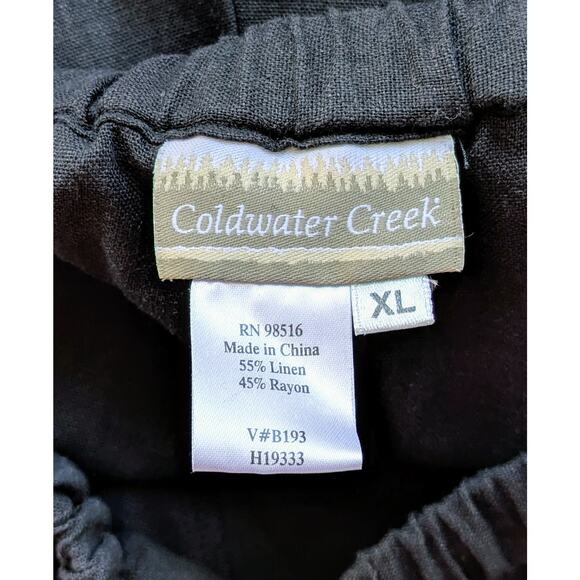 Coldwater Creek
XL
RN 98516
Made in China
55% Linen
45% Rayon
V#B193
H19333